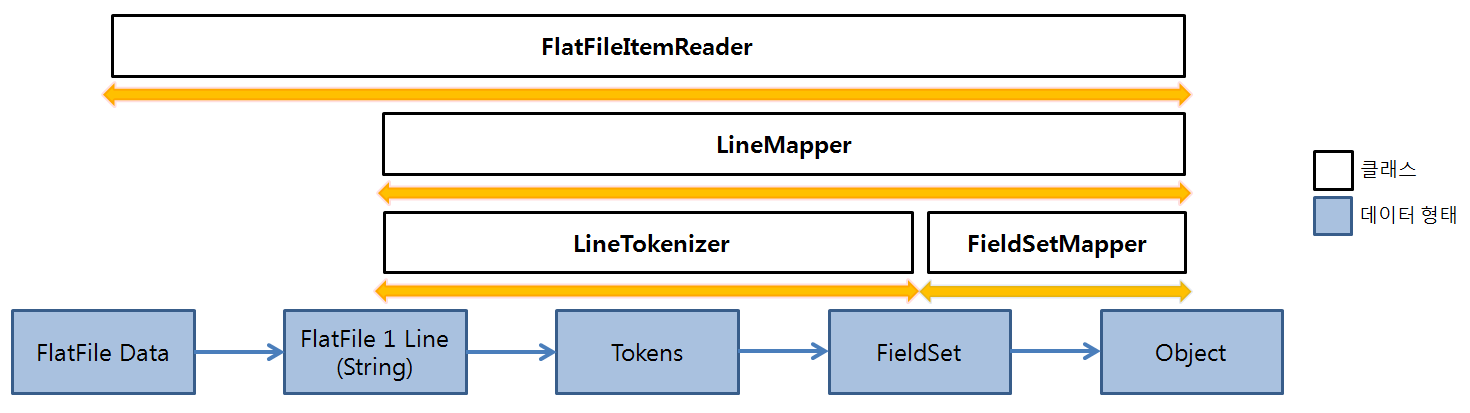 FlatFileItemReader
LineMapper
클래스
데이터 형태
LineTokenizer
FieldSetMapper
FlatFile Data
FlatFile 1 Line
(String)
Tokens
FieldSet
Object